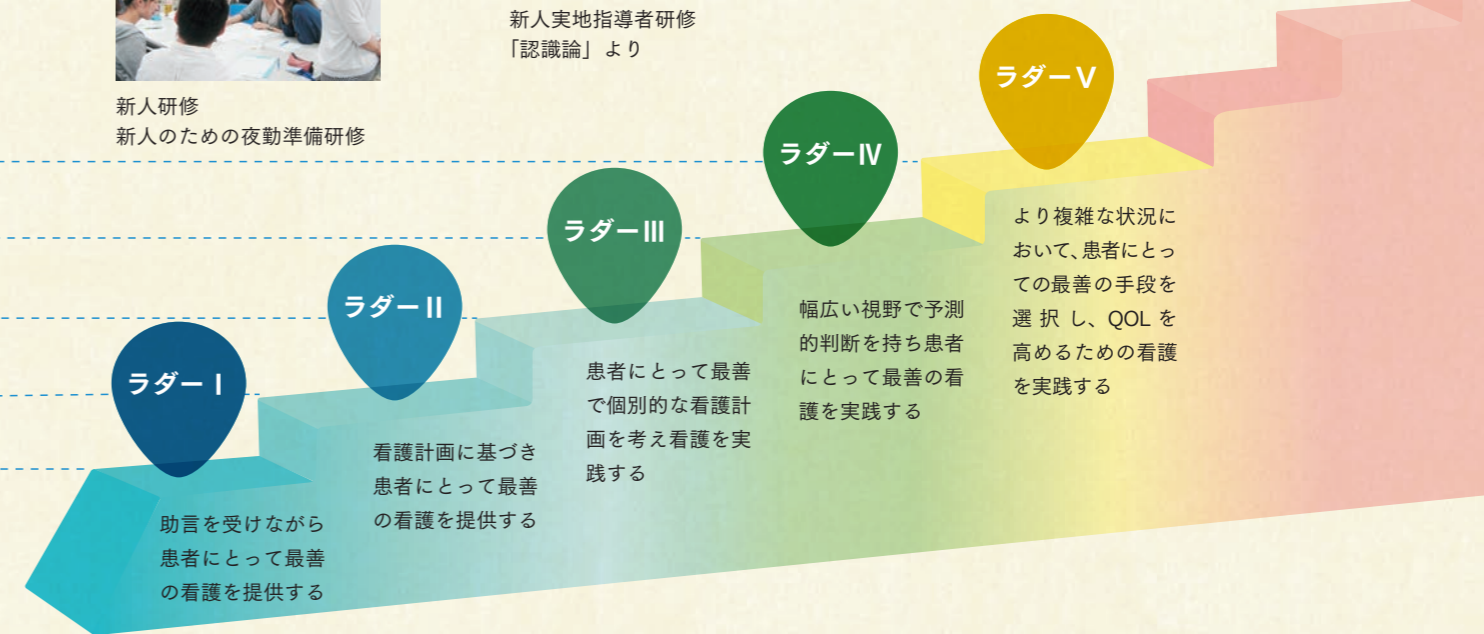 新人実地指導者研修
「認識論」より
新人研修
新人のための夜勤準備研修
ラダーⅠ
助言を受けながら
患者にとって最善
の看護を提供する
ラダーⅡ
看護計画に基づき
患者にとって最善
の看護を提供する
ラダーⅢ
患者にとって最善
で個別的な看護計
画を考え看護を実
践する
ラダーⅣ
幅広い視野で予測
的判断を持ち患者
にとって最善の看
護を実践する
ラダーⅤ
より複雑な状況に
おいて、患者にとっ
ての最善の手段を
選択し、QOL を
高めるための看護
を実践する